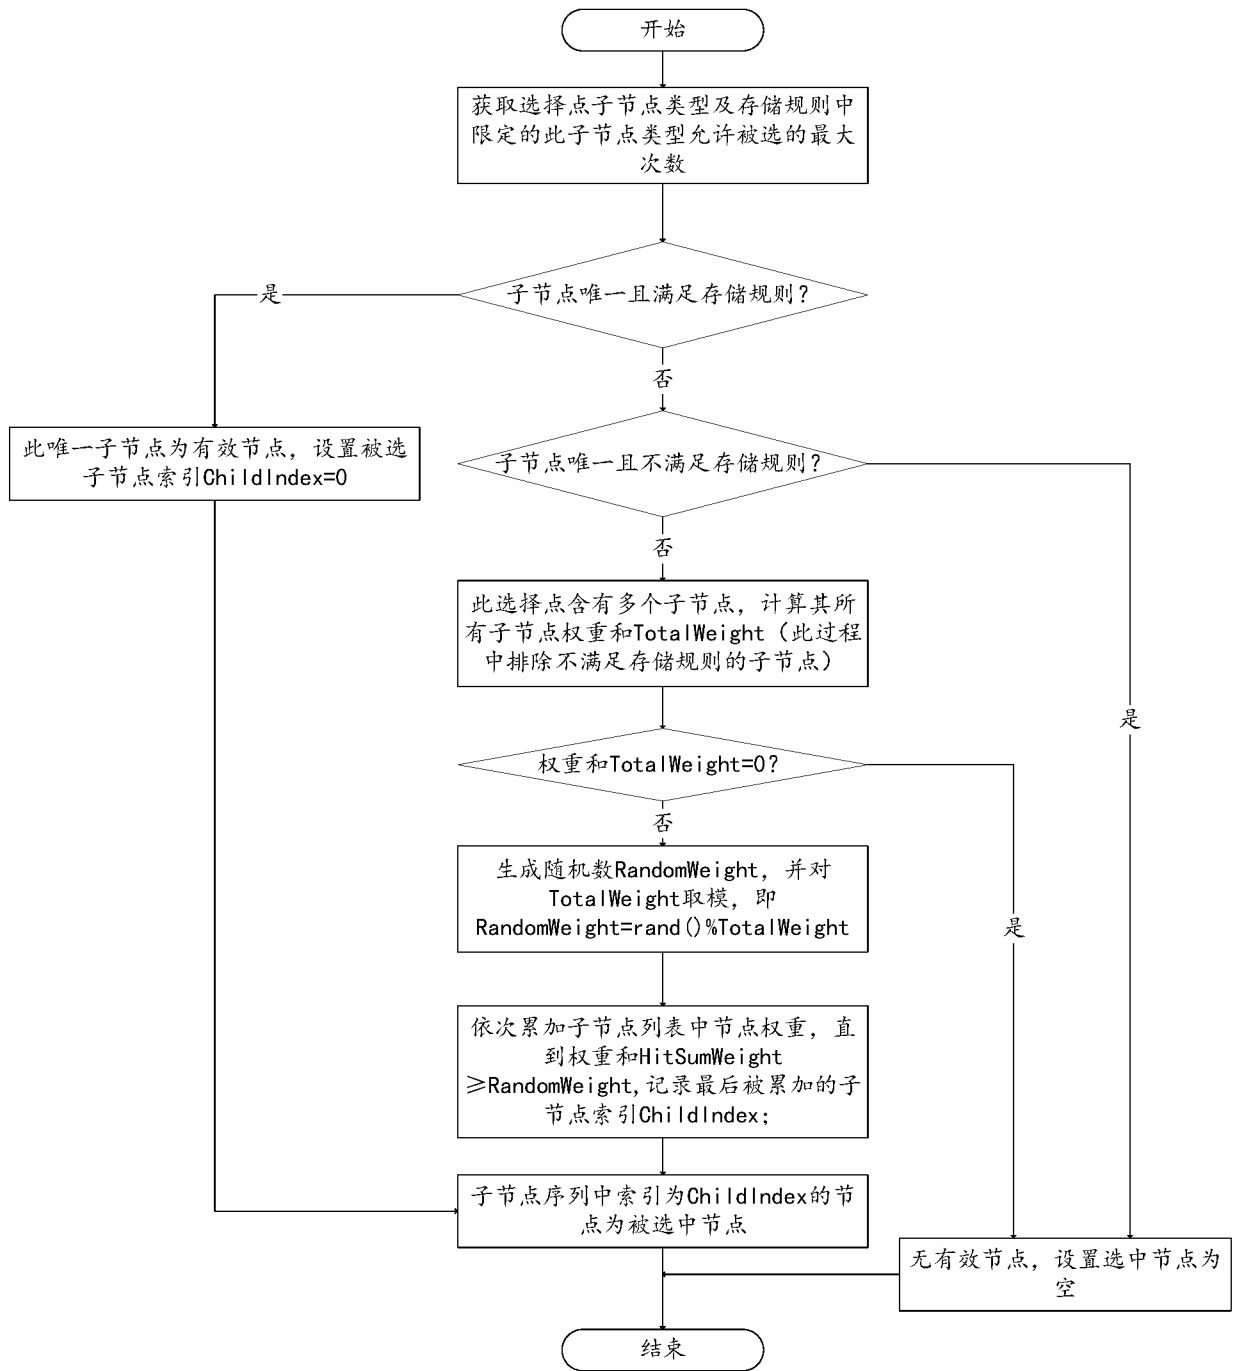 开始
获取选择点子节点类型及存储规则中
限定的此子节点类型允许被选的最大
次数
子节点唯一且满足存储规则?
是
否
此唯一子节点为有效节点，设置被选
子节点索引ChildIndex=0
子节点唯一且不满足存储规则?
否
此选择点含有多个子节点，计算其所
有子节点权重和TotalWeight（此过程
中排除不满足存储规则的子节点）
是
权重和TotalWeight=0?
否
生成随机数RandomWeight，并对
TotalWeight取模，即
RandomWeight=rand()%TotalWeight
是
依次累加子节点列表中节点权重，直
到权重和HitSumWeight
≥RandomWeight,记录最后被累加的子
节点索引ChildIndex;
子节点序列中索引为ChildIndex的节
点为被选中节点
无有效节点，设置选中节点为
空
结束